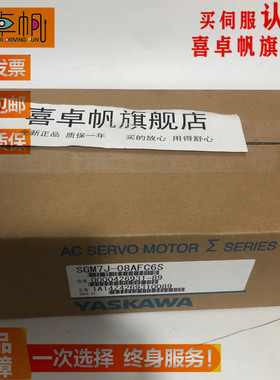 喜卓帆
买伺服认
喜卓帆旗
发票
包邮
质保
喜卓帆旗舰店
全新正品 质保一年 买的放心 用得舒心
AC SERVO MOTOR Σ SERIES
SGM7J-08AFC6S
YASKAWA
一次选择 终身服务!